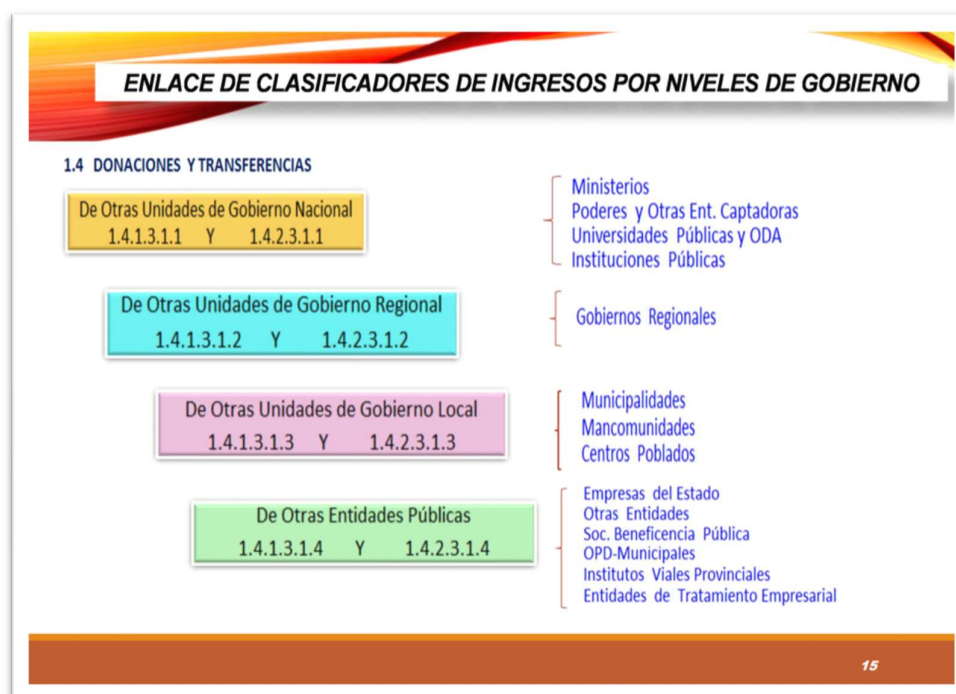 ENLACE DE CLASIFICADORES DE INGRESOS POR NIVELES DE GOBIERNO
1.4 DONACIONES Y TRANSFERENCIAS
De Otras Unidades de Gobierno Nacional
1.4.1.3.1.1 Y 1.4.2.3.1.1
Ministerios
Poderes y Otras Ent. Captadoras
Universidades Públicas y ODA
Instituciones Públicas
De Otras Unidades de Gobierno Regional
1.4.1.3.1.2 Y 1.4.2.3.1.2
Gobiernos Regionales
De Otras Unidades de Gobierno Local
1.4.1.3.1.3 Y 1.4.2.3.1.3
Municipalidades
Mancomunidades
Centros Poblados
De Otras Entidades Públicas
1.4.1.3.1.4 Y 1.4.2.3.1.4
Empresas del Estado
Otras Entidades
Soc. Beneficencia Pública
OPD-Municipales
Institutos Viales Provinciales
Entidades de Tratamiento Empresarial
15